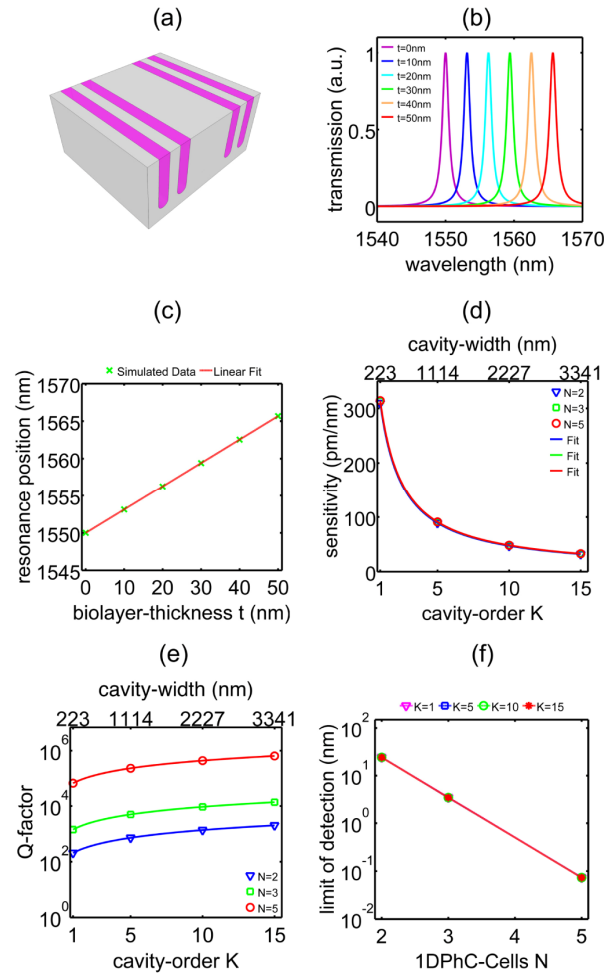 (a)
(b)
t=0nm
t=10nm
t=20nm
t=30nm
t=40nm
t=50nm
transmission (a.u.)
1
0.5
0
1540 1550 1560 1570
wavelength (nm)
(c)
Simulated Data Linear Fit
resonance position (nm)
1570
1565
1560
1555
1550
1545
0 10 20 30 40 50
biolayer-thickness t (nm)
(d)
cavity-width (nm)
223 1114 2227 3341
sensitivity (pm/nm)
300
200
100
0
N=2
N=3
N=5
Fit
Fit
Fit
1 5 10 15
cavity-order K
(e)
cavity-width (nm)
223 1114 2227 3341
Q-factor
10^6
10^4
10^2
10^0
N=2
N=3
N=5
1 5 10 15
cavity-order K
(f)
K=1 K=5 K=10 K=15
limit of detection (nm)
10^2
10^1
10^0
10^-1
10^-2
2 3 4 5
1DPhC-Cells N